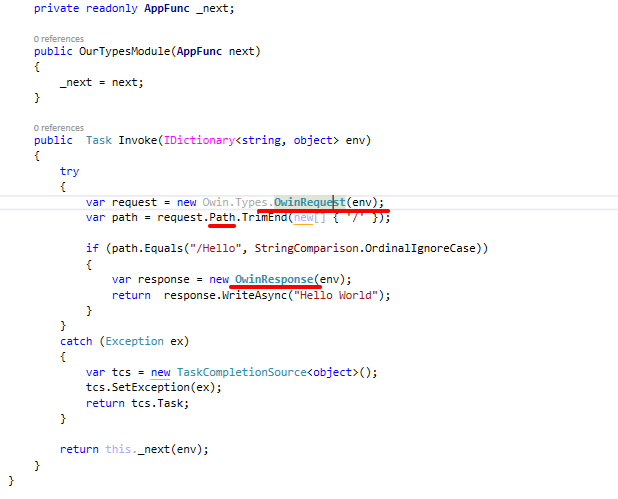 private readonly AppFunc _next;
0 references
public OurTypesModule(AppFunc next)
{
_next = next;
}
0 references
public  Task Invoke(IDictionary<string, object> env)
{
try
{
var request = new Owin.Types.OwinRequest(env);
var path = request.Path.TrimEnd(new[] { '/' });
if (path.Equals("/Hello", StringComparison.OrdinalIgnoreCase))
{
var response = new OwinResponse(env);
return  response.WriteAsync("Hello World");
}
}
catch (Exception ex)
{
var tcs = new TaskCompletionSource<object>();
tcs.SetException(ex);
return tcs.Task;
}
return this._next(env);
}
}